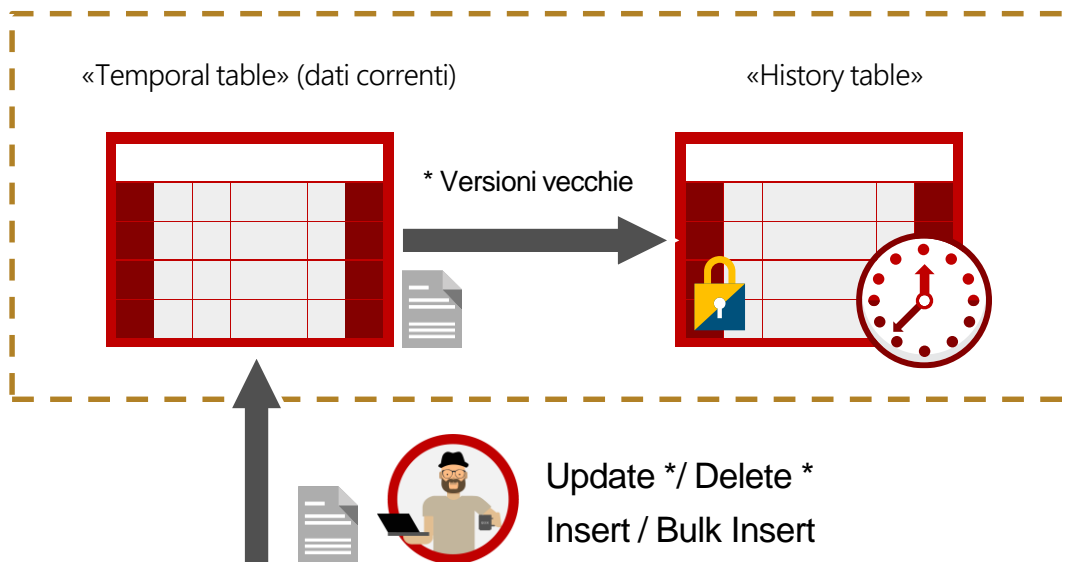 «Temporal table» (dati correnti)
«History table»
* Versioni vecchie
Update */ Delete *
Insert / Bulk Insert